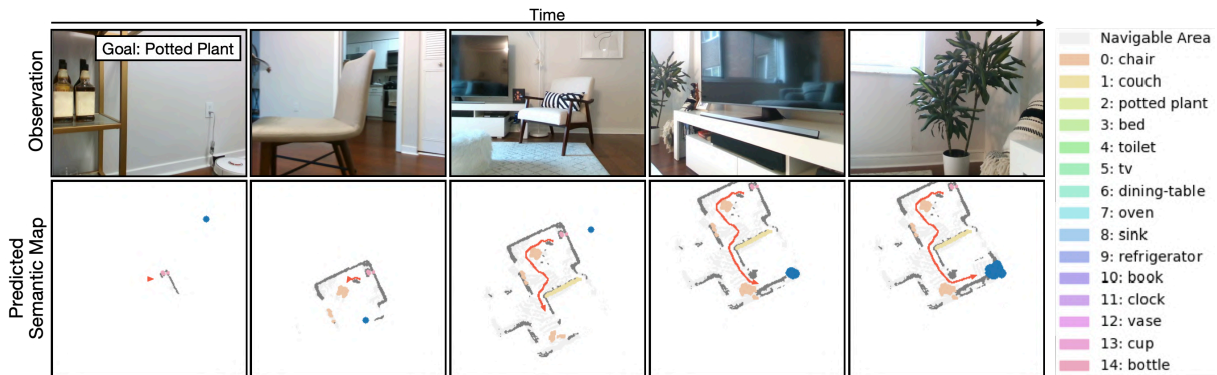 Time
Goal: Potted Plant
Observation
Predicted
Semantic Map
Navigable Area
0: chair
1: couch
2: potted plant
3: bed
4: toilet
5: tv
6: dining-table
7: oven
8: sink
9: refrigerator
10: book
11: clock
12: vase
13: cup
14: bottle